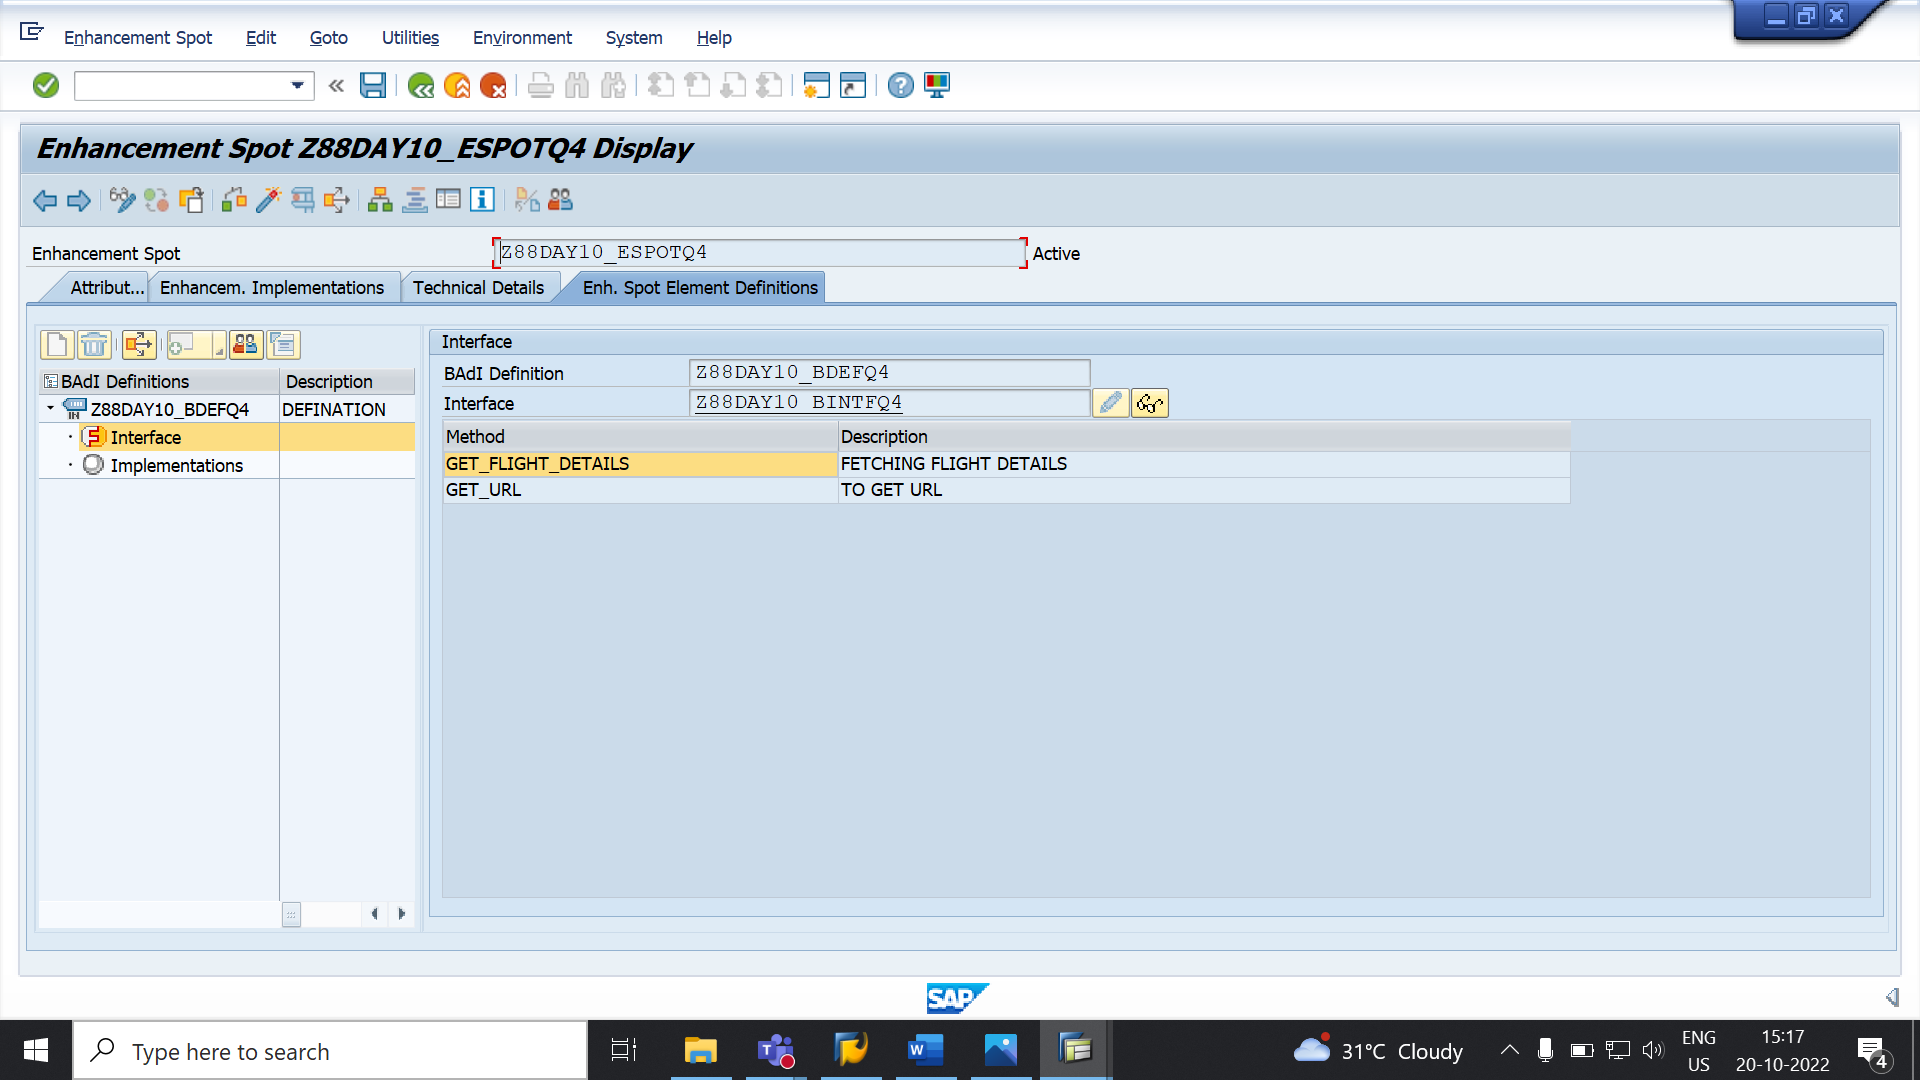 Enhancement Spot Edit Goto Utilities Environment System Help
Enhancement Spot Z88DAY10_ESPOTQ4 Display
Enhancement Spot Z88DAY10_ESPOTQ4 Active
Attribut... Enhancem. Implementations Technical Details Enh. Spot Element Definitions
Interface
BAdI Definitions Description
Z88DAY10_BDEFQ4 DEFINATION
Interface
Implementations
BAdI Definition Z88DAY10_BDEFQ4
Interface Z88DAY10_BINTFQ4
Method Description
GET_FLIGHT_DETAILS FETCHING FLIGHT DETAILS
GET_URL TO GET URL
SAP
Type here to search
31°C Cloudy
ENG
US
15:17
20-10-2022
4